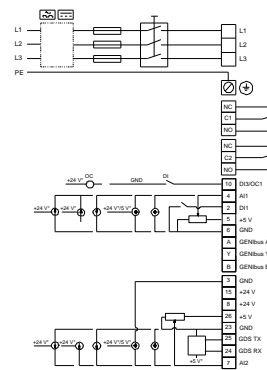 L1
L2
L3
PE
L1
L2
L3
NC
C1
NO
NC
C2
NO
+24 V* OC GND DI 10 DI3/OC1
4 AI1
2 DI1
+24 V* +24 V* +24 V*/5 V* 5 +5 V
6 GND
A GENIbus A
Y GENIbus Y
B GENIbus B
3 GND
15 +24 V
8 +24 V
26 +5 V
23 GND
25 GDS TX
+24 V* +24 V* +24 V*/5 V* 24 GDS RX
+5 V* 7 AI2